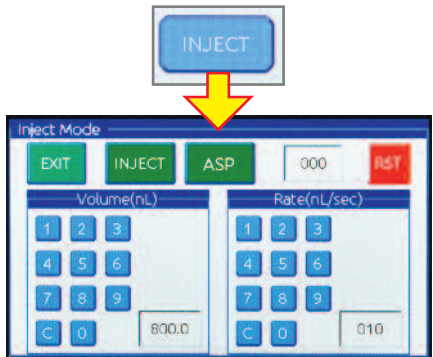 INJECT
Inject Mode
EXIT INJECT ASP 000 RST
Volume(nL) Rate(nL/sec)
1 2 3 1 2 3
4 5 6 4 5 6
7 8 9 7 8 9
C 0 800.0 C 0 010